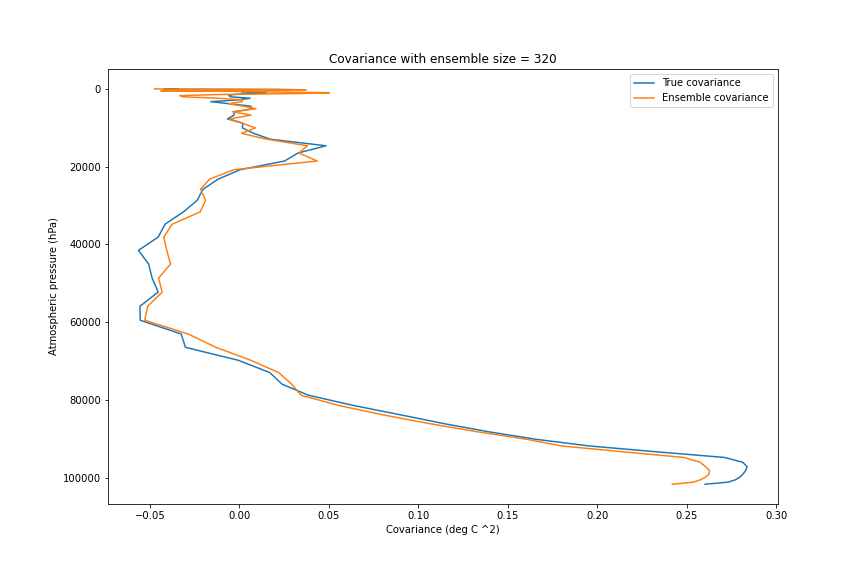 Covariance with ensemble size = 320
True covariance
Ensemble covariance
0
20000
40000
60000
80000
100000
Atmospheric pressure (hPa)
−0.05
0.00
0.05
0.10
0.15
0.20
0.25
0.30
Covariance (deg C ^2)